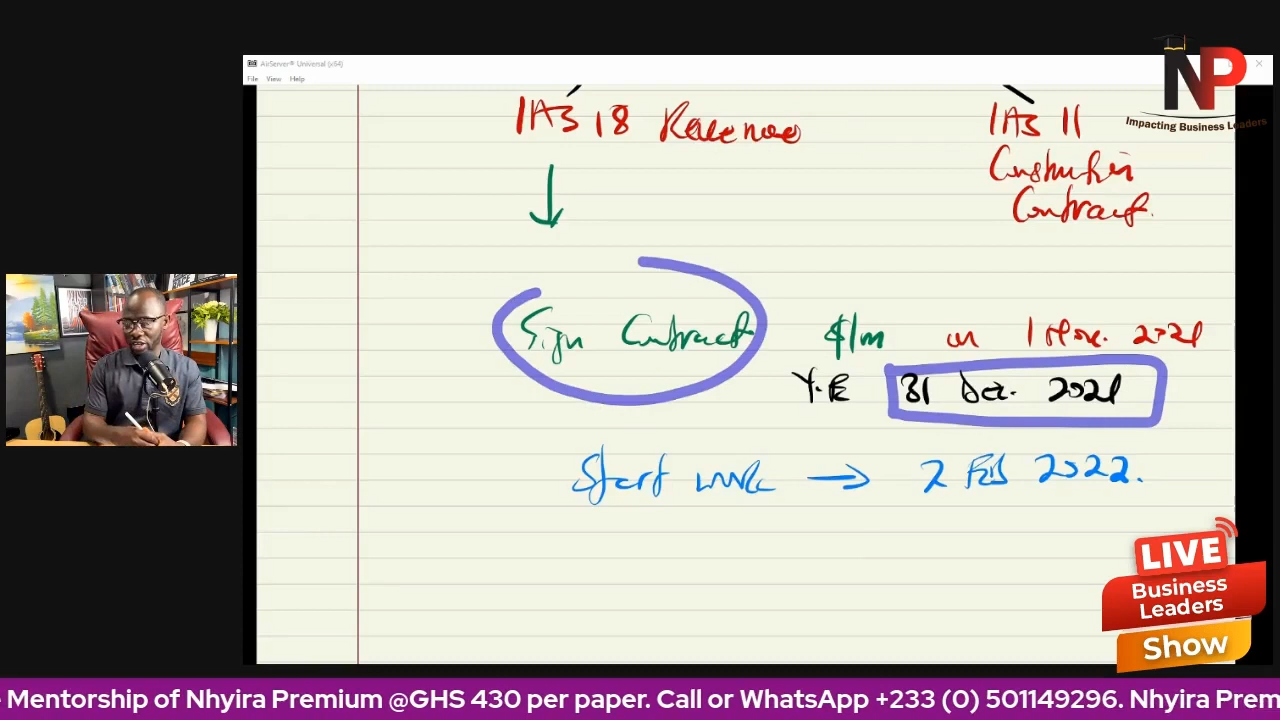 AirServer® Universal (x64)
File View Help
NP
Impacting Business Leaders
IAS 18 Revenue
IAS 11
Construction
Contract.
Sign Contract $1m on 1 Nov. 2021
Y.E 31 Dec. 2021
Start work → 2 Feb 2022.
LIVE
Business
Leaders
Show
Mentorship of Nhyira Premium @GHS 430 per paper. Call or WhatsApp +233 (0) 501149296. Nhyira Prem